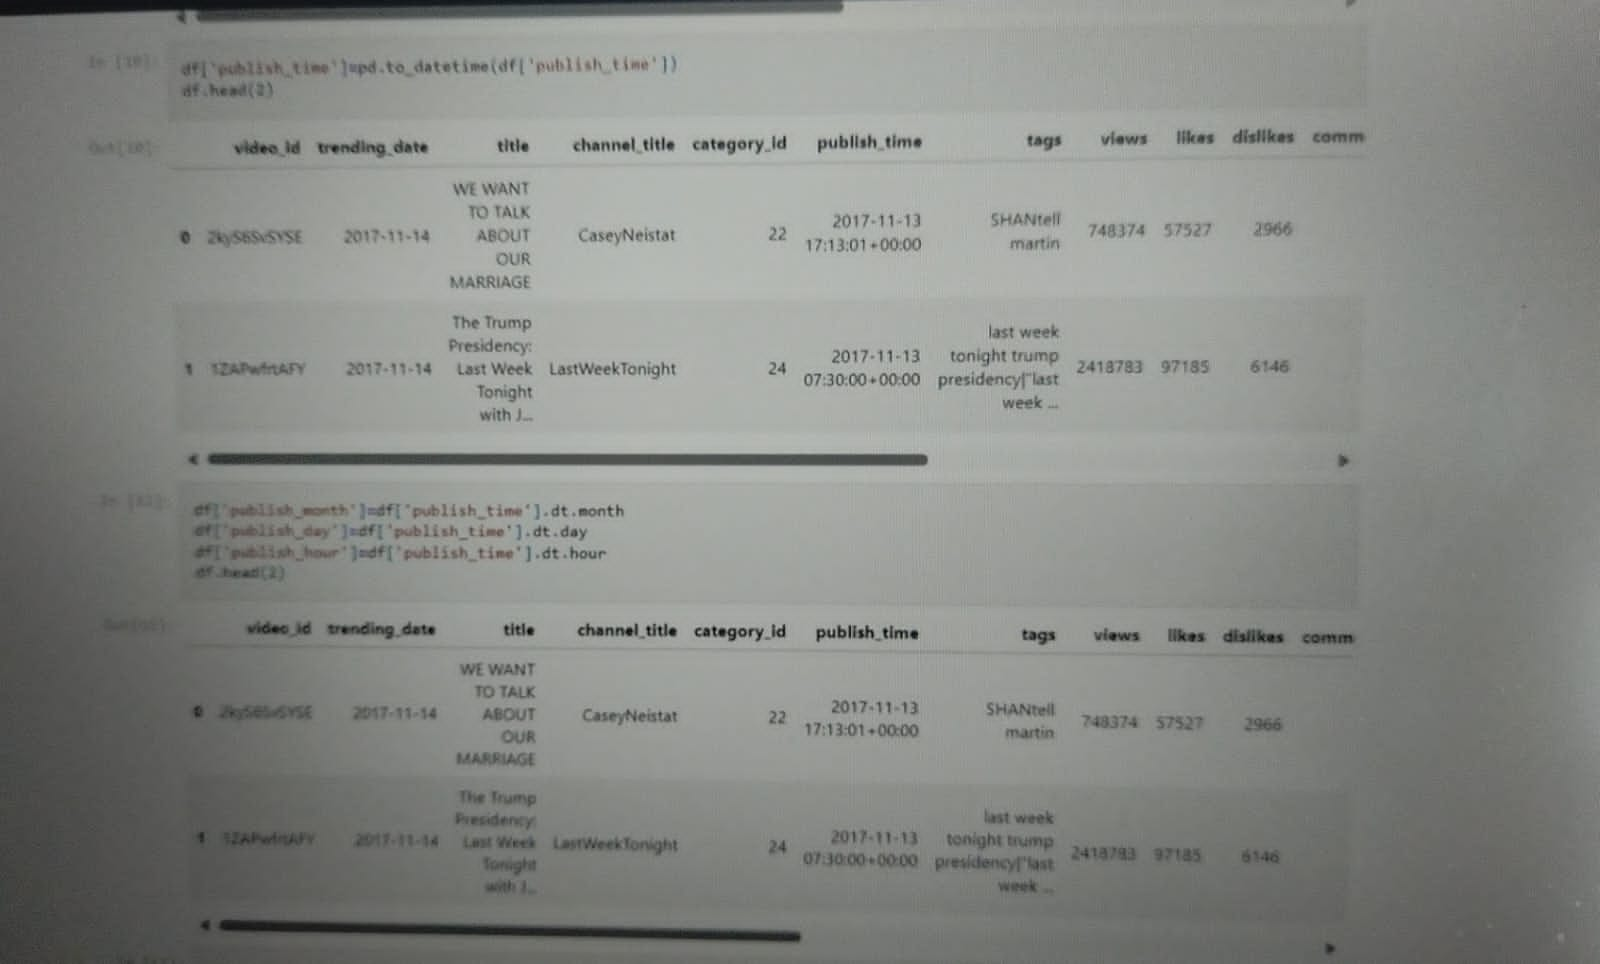 In [10]:
df['publish_time']=pd.to_datetime(df['publish_time'])
df.head(2)
Out[10]:
video_id trending_date title channel_title category_id publish_time tags views likes dislikes comm
WE WANT
TO TALK
0 2kyS6SvSYSE 2017-11-14 ABOUT CaseyNeistat 22 2017-11-13 SHANtell 748374 57527 2966
OUR 17:13:01+00:00 martin
MARRIAGE
The Trump
Presidency: last week
1 1ZAPwfrtAFY 2017-11-14 Last Week LastWeekTonight 24 2017-11-13 tonight trump 2418783 97185 6146
Tonight 07:30:00+00:00 presidency|"last
with J... week ...
df['publish_month']=df['publish_time'].dt.month
df['publish_day']=df['publish_time'].dt.day
df['publish_hour']=df['publish_time'].dt.hour
df.head(2)
video_id trending_date title channel_title category_id publish_time tags views likes dislikes comm
WE WANT
TO TALK
0 2kyS6SvSYSE 2017-11-14 ABOUT CaseyNeistat 22 2017-11-13 SHANtell 748374 57527 2966
OUR 17:13:01+00:00 martin
MARRIAGE
The Trump
Presidency: last week
1 1ZAPwfrtAFY 2017-11-14 Last Week LastWeekTonight 24 2017-11-13 tonight trump 2418783 97185 6146
Tonight 07:30:00+00:00 presidency|"last
with J... week ...